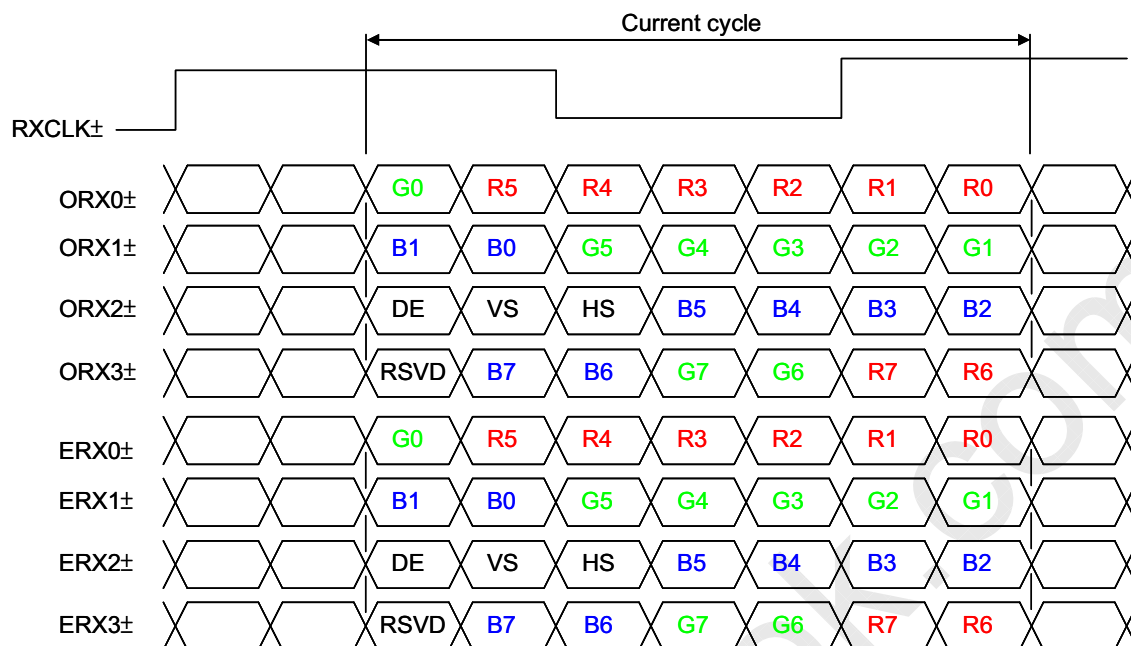 Current cycle
RXCLK±
ORX0± G0 R5 R4 R3 R2 R1 R0
ORX1± B1 B0 G5 G4 G3 G2 G1
ORX2± DE VS HS B5 B4 B3 B2
ORX3± RSVD B7 B6 G7 G6 R7 R6
ERX0± G0 R5 R4 R3 R2 R1 R0
ERX1± B1 B0 G5 G4 G3 G2 G1
ERX2± DE VS HS B5 B4 B3 B2
ERX3± RSVD B7 B6 G7 G6 R7 R6